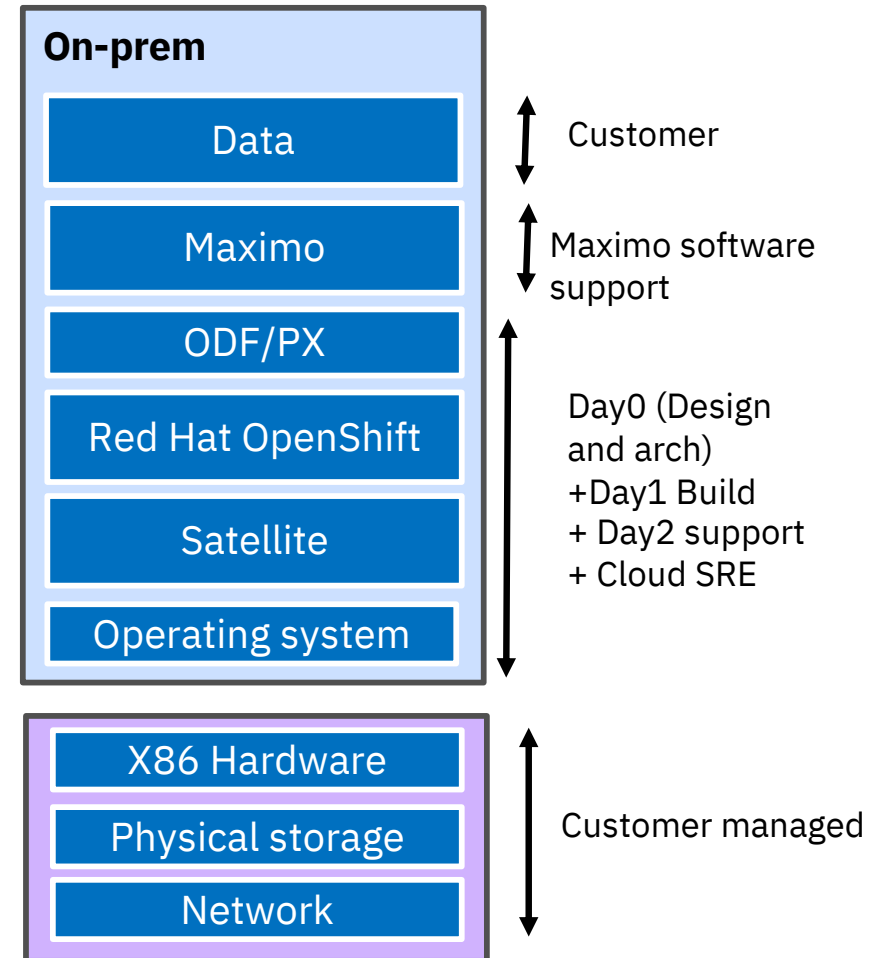 On-prem
Data
Customer
Maximo
Maximo software
support
ODF/PX
Red Hat OpenShift
Satellite
Operating system
Day0 (Design
and arch)
+Day1 Build
+ Day2 support
+ Cloud SRE
X86 Hardware
Physical storage
Network
Customer managed